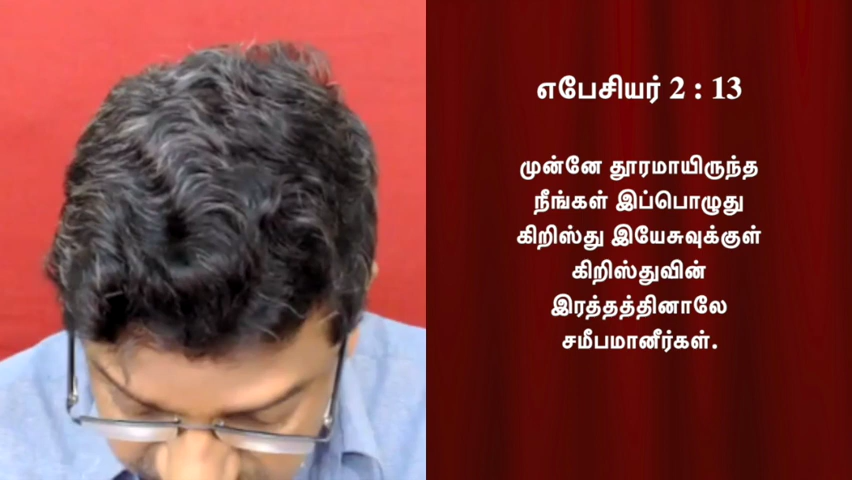 எபேசியர் 2 : 13
முன்னே தூரமாயிருந்த
நீங்கள் இப்பொழுது
கிறிஸ்து இயேசுவுக்குள்
கிறிஸ்துவின்
இரத்தத்தினாலே
சமீபமானீர்கள்.